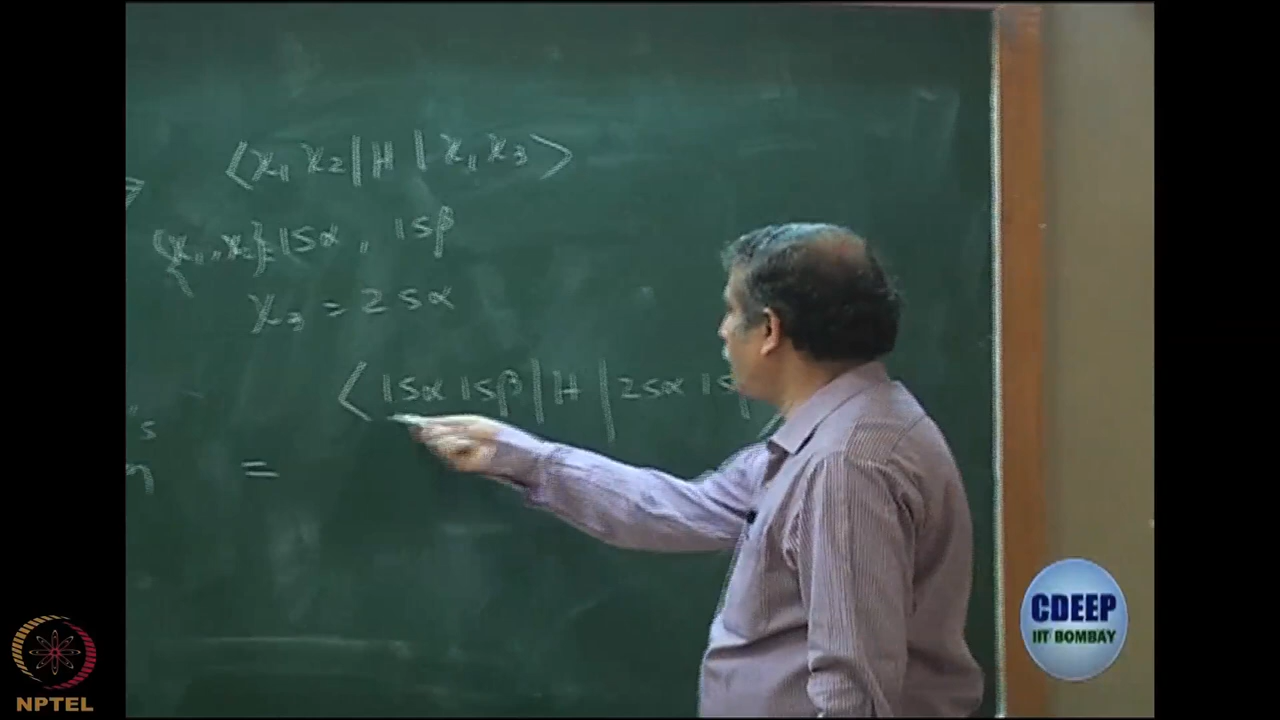 ⟨χ₁ χ₂|H|χ₁ χ₃⟩
{χ₁, χ₂} = 1sα, 1sβ
χ₃ = 2sα
⟨1sα 1sβ|H|2sα 1s
s
n =
CDEEP
IIT BOMBAY
NPTEL